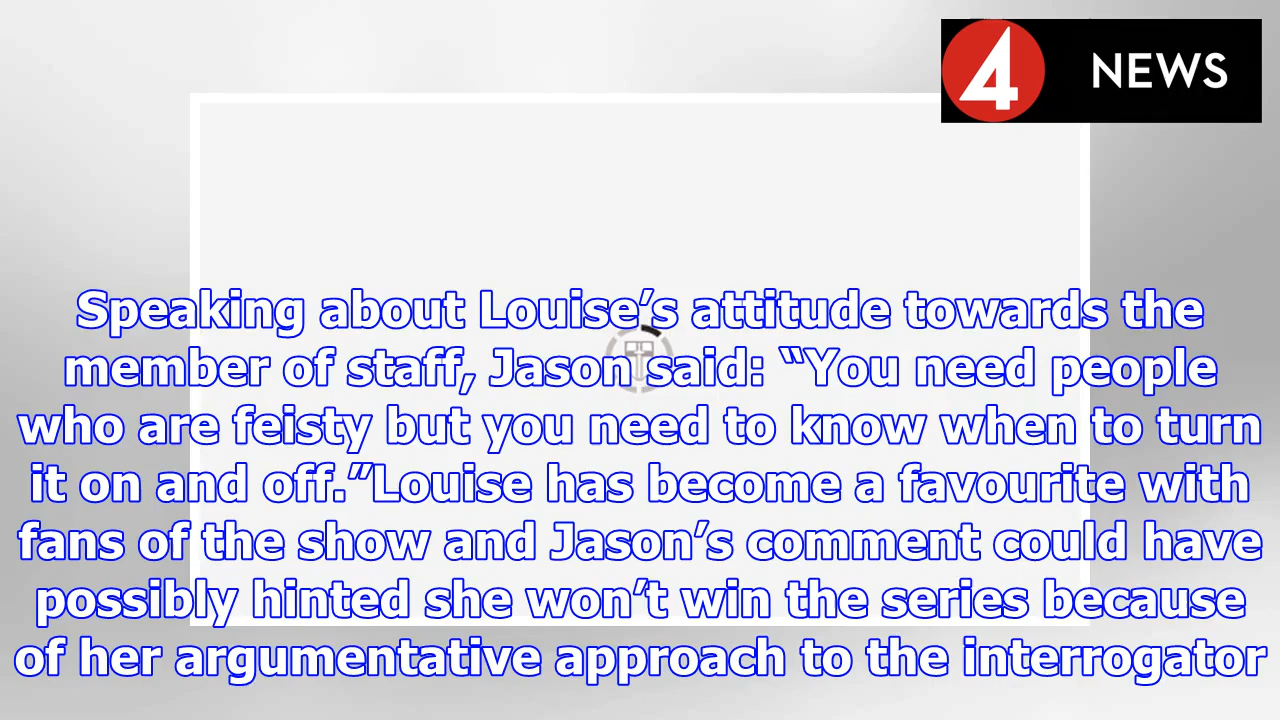 4 NEWS
Speaking about Louise’s attitude towards the
member of staff, Jason said: “You need people
who are feisty but you need to know when to turn
it on and off.”Louise has become a favourite with
fans of the show and Jason’s comment could have
possibly hinted she won’t win the series because
of her argumentative approach to the interrogator